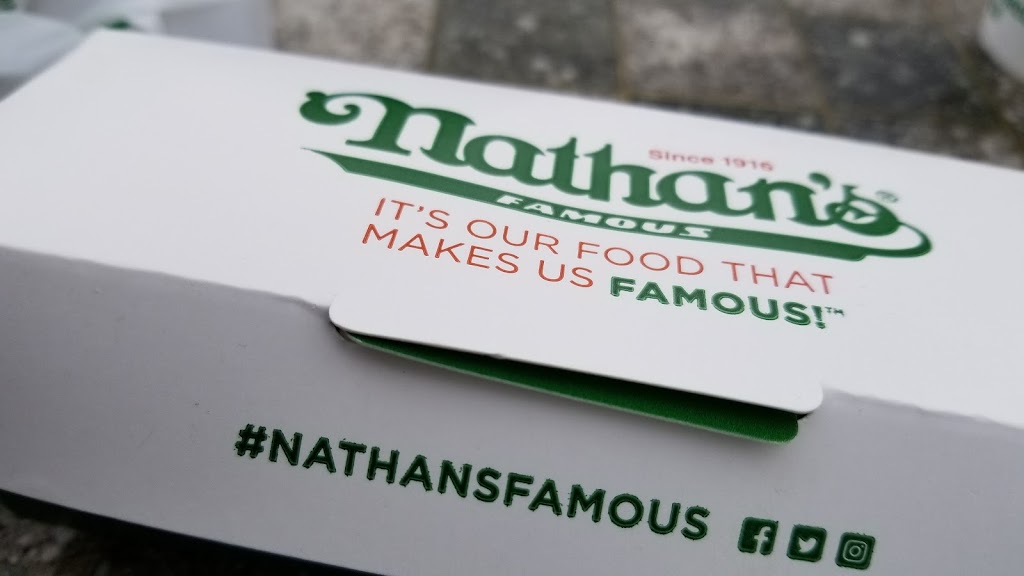 Since 1916
Nathan's®
FAMOUS
IT'S OUR FOOD THAT
MAKES US FAMOUS!™
#NATHANSFAMOUS